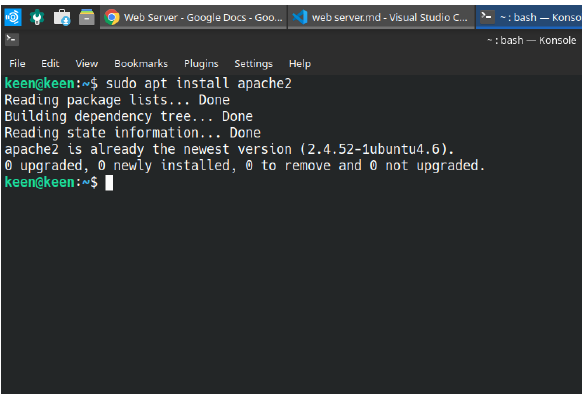 Web Server - Google Docs - Goo...
web server.md - Visual Studio C...
~ : bash — Konso
~ : bash — Konsole
File Edit View Bookmarks Plugins Settings Help
keen@keen:~$ sudo apt install apache2
Reading package lists... Done
Building dependency tree... Done
Reading state information... Done
apache2 is already the newest version (2.4.52-1ubuntu4.6).
0 upgraded, 0 newly installed, 0 to remove and 0 not upgraded.
keen@keen:~$